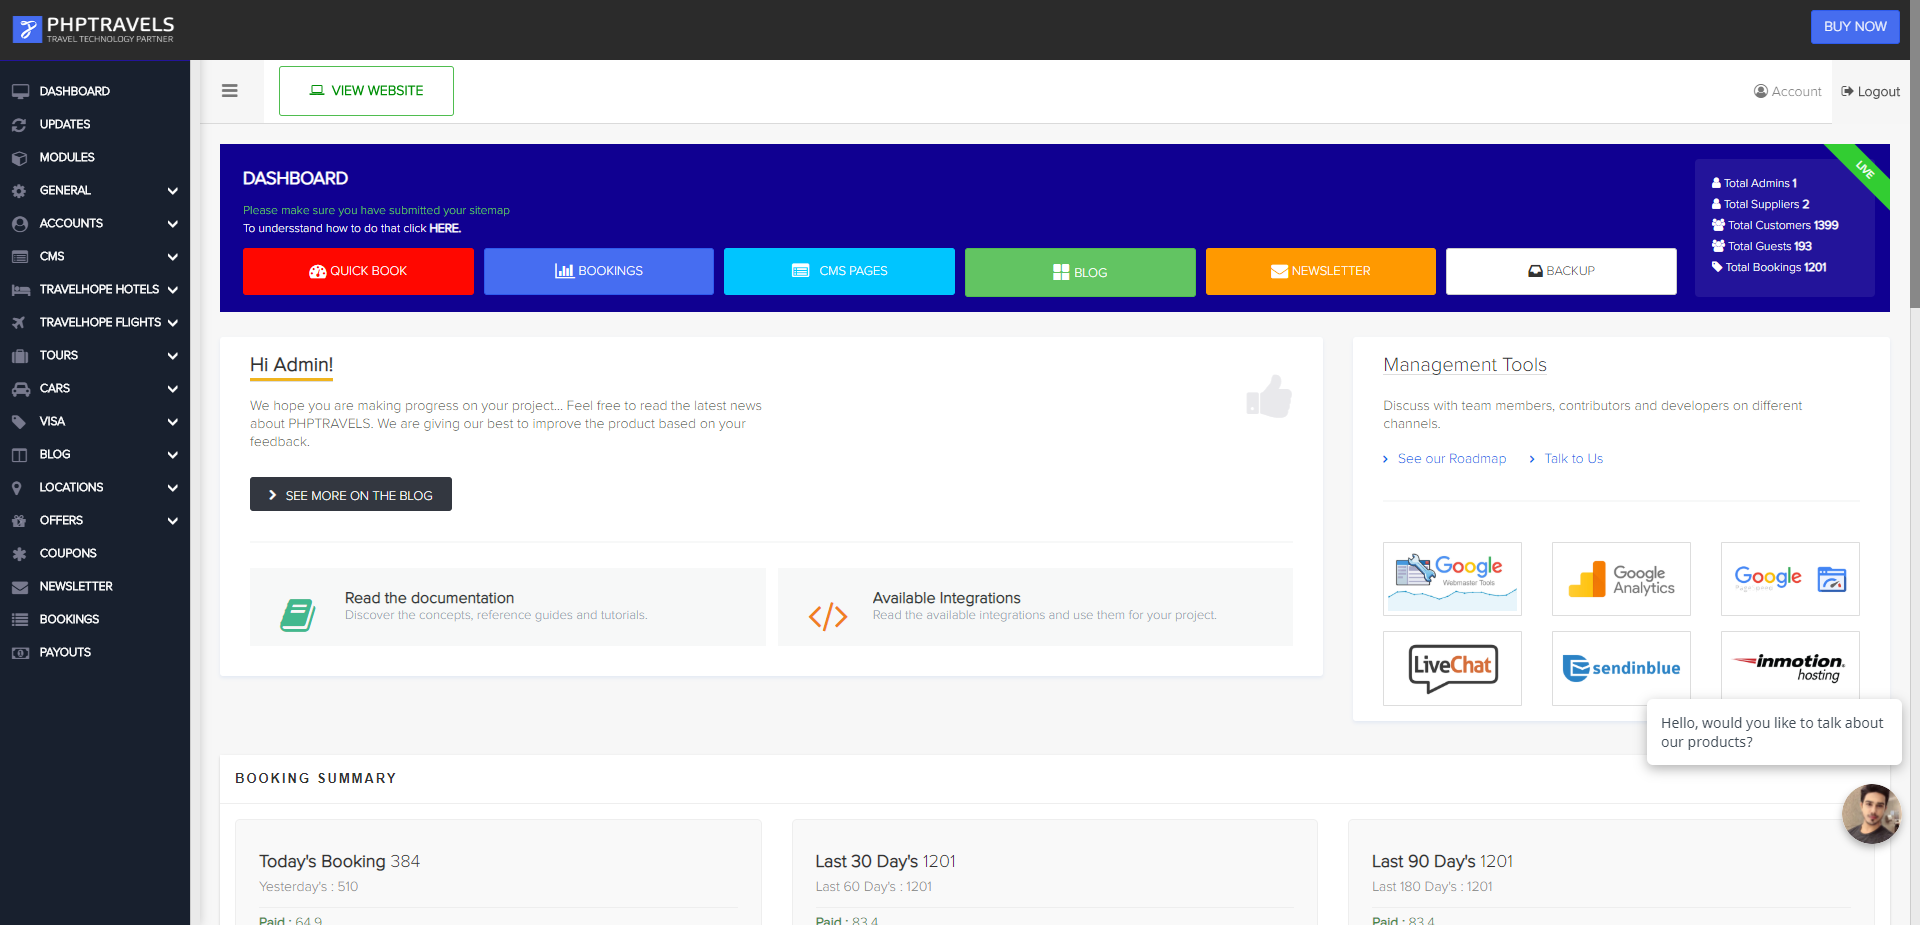 PHPTRAVELS
TRAVEL TECHNOLOGY PARTNER
BUY NOW
DASHBOARD
UPDATES
MODULES
GENERAL
ACCOUNTS
CMS
TRAVELHOPE HOTELS
TRAVELHOPE FLIGHTS
TOURS
CARS
VISA
BLOG
LOCATIONS
OFFERS
COUPONS
NEWSLETTER
BOOKINGS
PAYOUTS
VIEW WEBSITE
Account
Logout
DASHBOARD
Please make sure you have submitted your sitemap
To undersstand how to do that click HERE.
QUICK BOOK
BOOKINGS
CMS PAGES
BLOG
NEWSLETTER
BACKUP
Total Admins 1
Total Suppliers 2
Total Customers 1399
Total Guests 193
Total Bookings 1201
LIVE
Hi Admin!
We hope you are making progress on your project... Feel free to read the latest news
about PHPTRAVELS. We are giving our best to improve the product based on your
feedback.
SEE MORE ON THE BLOG
Read the documentation
Discover the concepts, reference guides and tutorials.
Available Integrations
Read the available integrations and use them for your project.
Management Tools
Discuss with team members, contributors and developers on different
channels.
See our Roadmap
Talk to Us
Google
Webmaster Tools
Google
Analytics
Google
LiveChat
sendinblue
inmotion
hosting
Hello, would you like to talk about
our products?
BOOKING SUMMARY
Today's Booking 384
Yesterday's : 510
Paid : 64.9
Last 30 Day's 1201
Last 60 Day's : 1201
Paid : 83.4
Last 90 Day's 1201
Last 180 Day's : 1201
Paid : 83.4